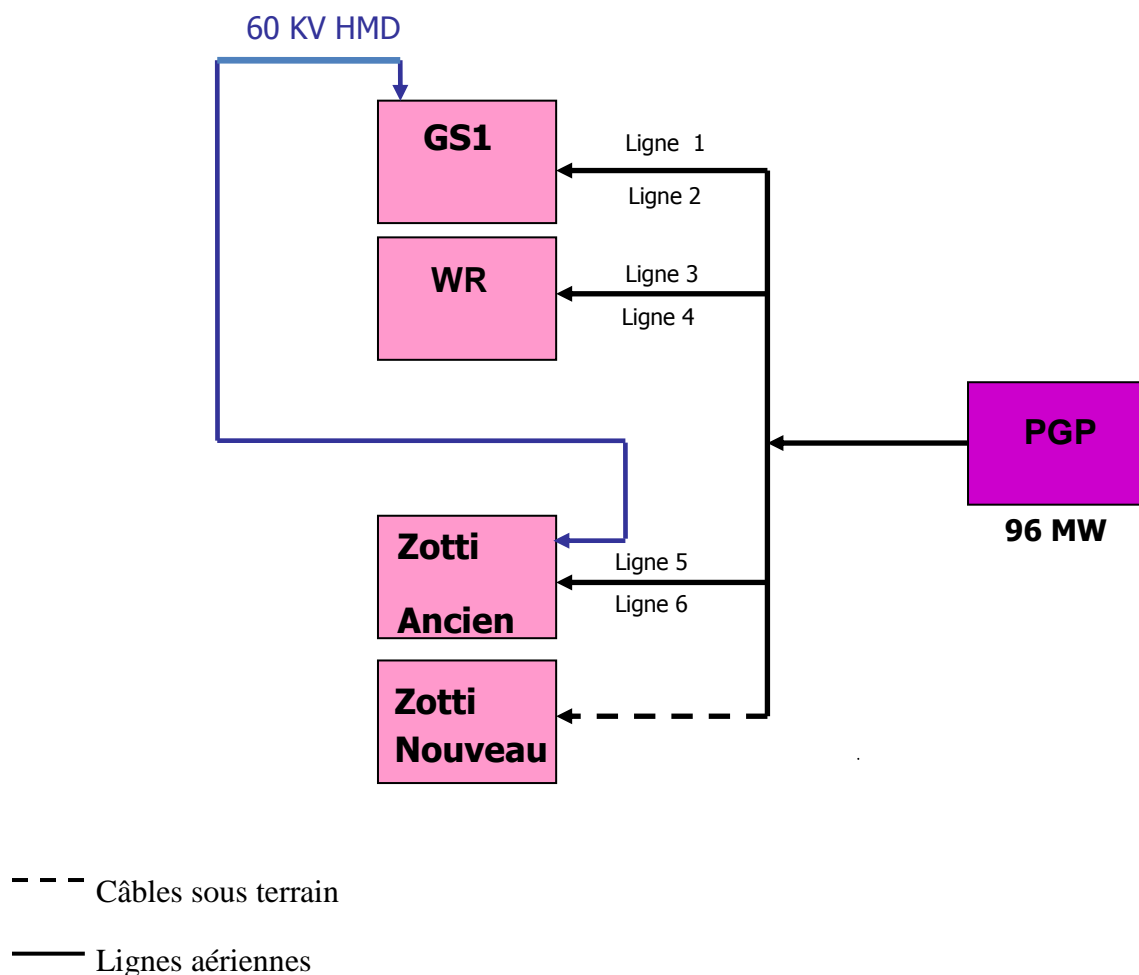 60 KV HMD
GS1
Ligne 1
Ligne 2
WR
Ligne 3
Ligne 4
PGP
96 MW
Zotti
Ancien
Ligne 5
Ligne 6
Zotti
Nouveau
.
Câbles sous terrain
Lignes aériennes